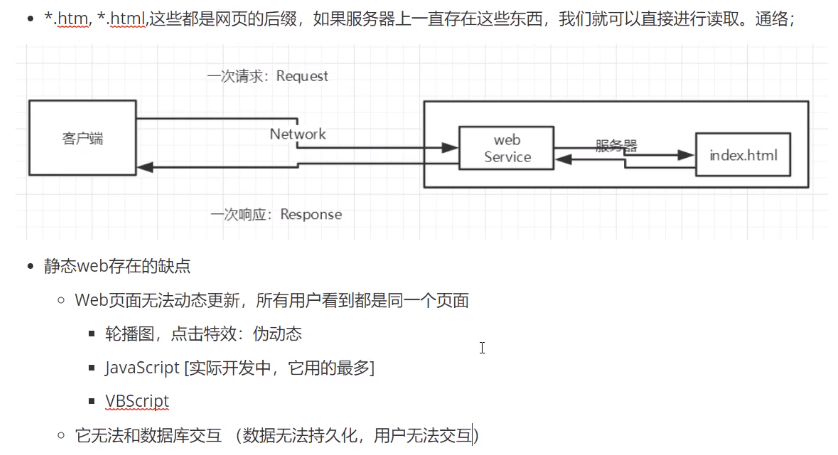 *.htm, *.html,这些都是网页的后缀，如果服务器上一直存在这些东西，我们就可以直接进行读取。通络；
一次请求：Request
客户端
Network
web
Service
服务器
index.html
一次响应：Response
静态web存在的缺点
Web页面无法动态更新，所有用户看到都是同一个页面
轮播图，点击特效：伪动态
JavaScript [实际开发中，它用的最多]
VBScript
它无法和数据库交互 （数据无法持久化，用户无法交互）